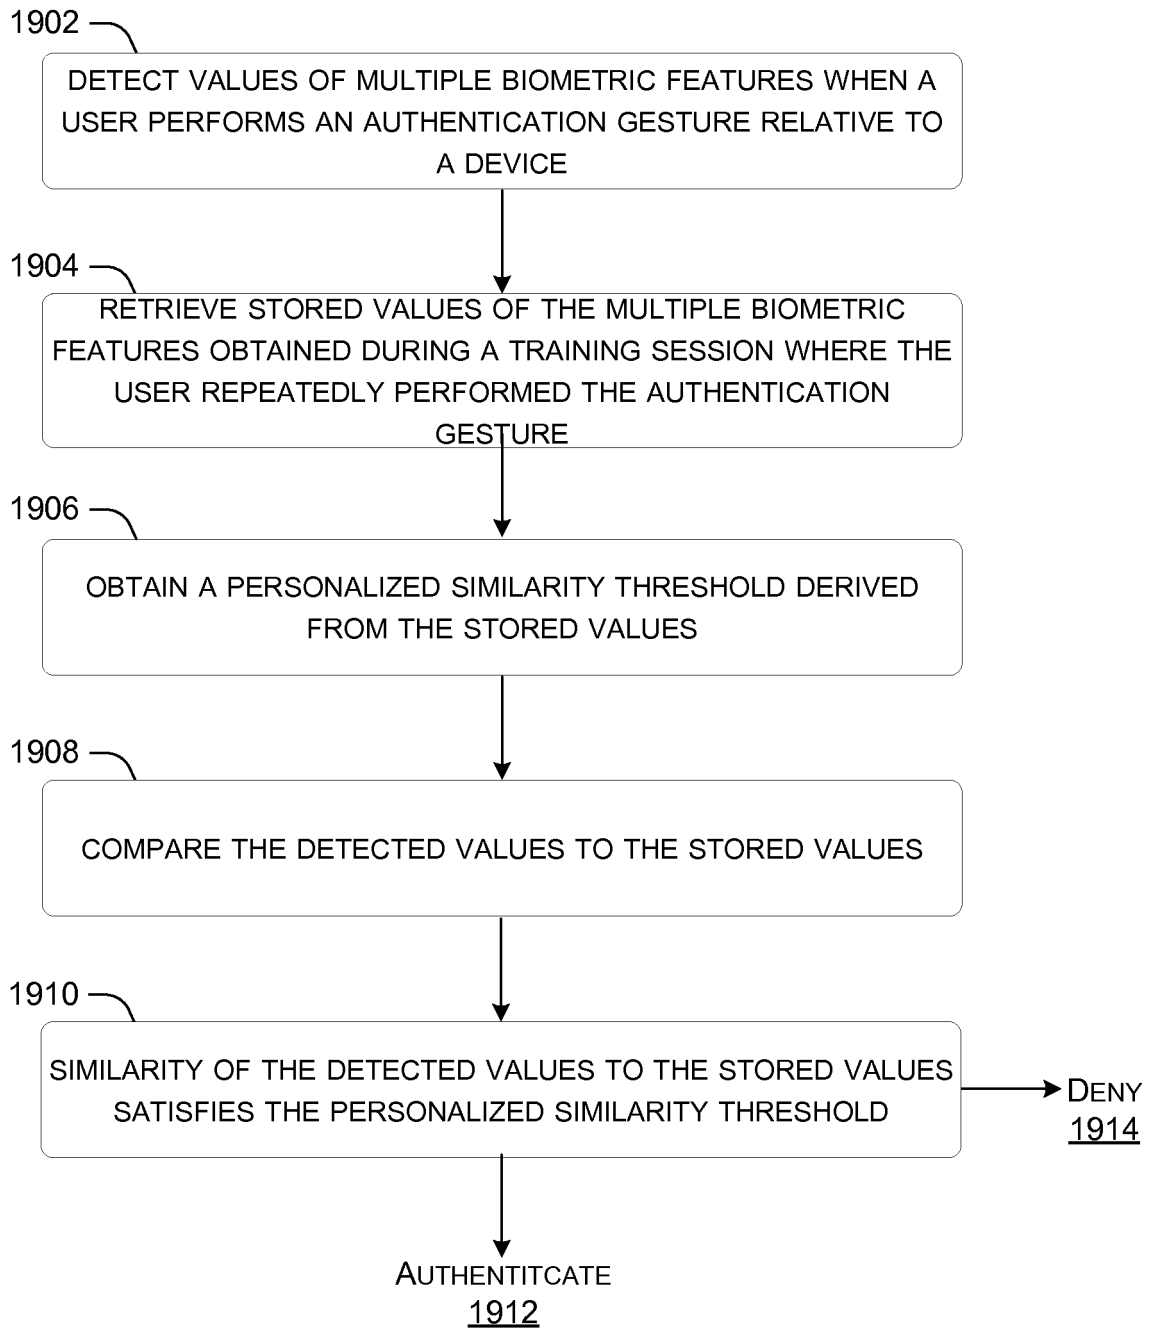 1902
DETECT VALUES OF MULTIPLE BIOMETRIC FEATURES WHEN A
USER PERFORMS AN AUTHENTICATION GESTURE RELATIVE TO
A DEVICE
1904
RETRIEVE STORED VALUES OF THE MULTIPLE BIOMETRIC
FEATURES OBTAINED DURING A TRAINING SESSION WHERE THE
USER REPEATEDLY PERFORMED THE AUTHENTICATION
GESTURE
1906
OBTAIN A PERSONALIZED SIMILARITY THRESHOLD DERIVED
FROM THE STORED VALUES
1908
COMPARE THE DETECTED VALUES TO THE STORED VALUES
1910
SIMILARITY OF THE DETECTED VALUES TO THE STORED VALUES
SATISFIES THE PERSONALIZED SIMILARITY THRESHOLD
DENY
1914
AUTHENTITCATE
1912